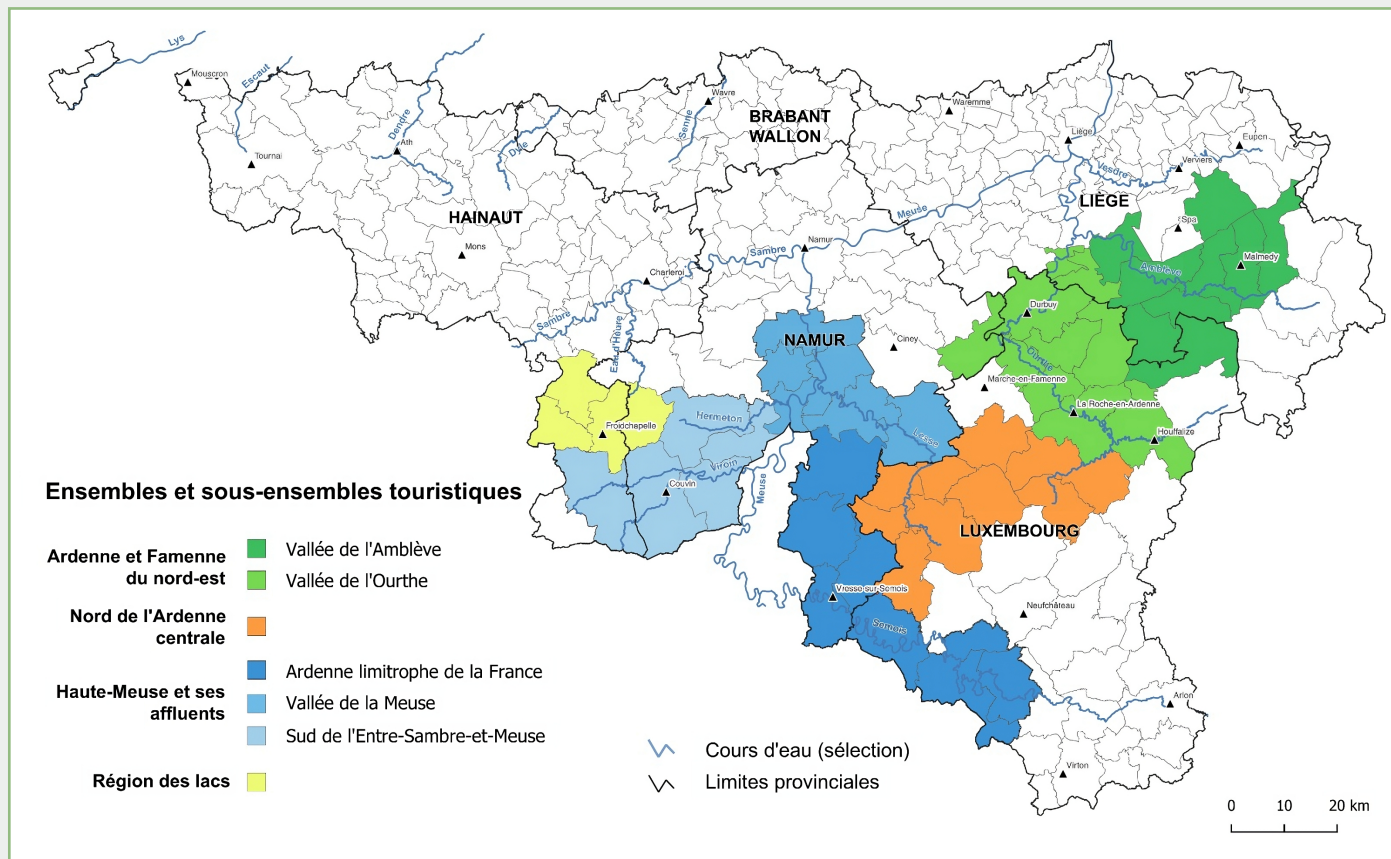 Lys
Mouscron
Escaut
Tournai
Dendre
Ath
Dyle
Senne
Wavre
BRABANT
WALLON
Waremme
Liège
Eupen
Verviers
Vesdre
LIÈGE
Spa
Malmedy
Amblève
Meuse
HAINAUT
Mons
Namur
Sambre
Charleroi
Sambre
Eau d'Heure
NAMUR
Ciney
Durbuy
Ourthe
Marche-en-Famenne
La Roche-en-Ardenne
Houffalize
Froidchapelle
Hermeton
Lesse
Viroin
Couvin
Meuse
LUXEMBOURG
Vresse-sur-Semois
Semois
Neufchâteau
Arlon
Virton
Ensembles et sous-ensembles touristiques
Ardenne et Famenne
du nord-est
Vallée de l'Amblève
Vallée de l'Ourthe
Nord de l'Ardenne
centrale
Haute-Meuse et ses
affluents
Ardenne limitrophe de la France
Vallée de la Meuse
Sud de l'Entre-Sambre-et-Meuse
Région des lacs
Cours d'eau (sélection)
Limites provinciales
0 10 20 km